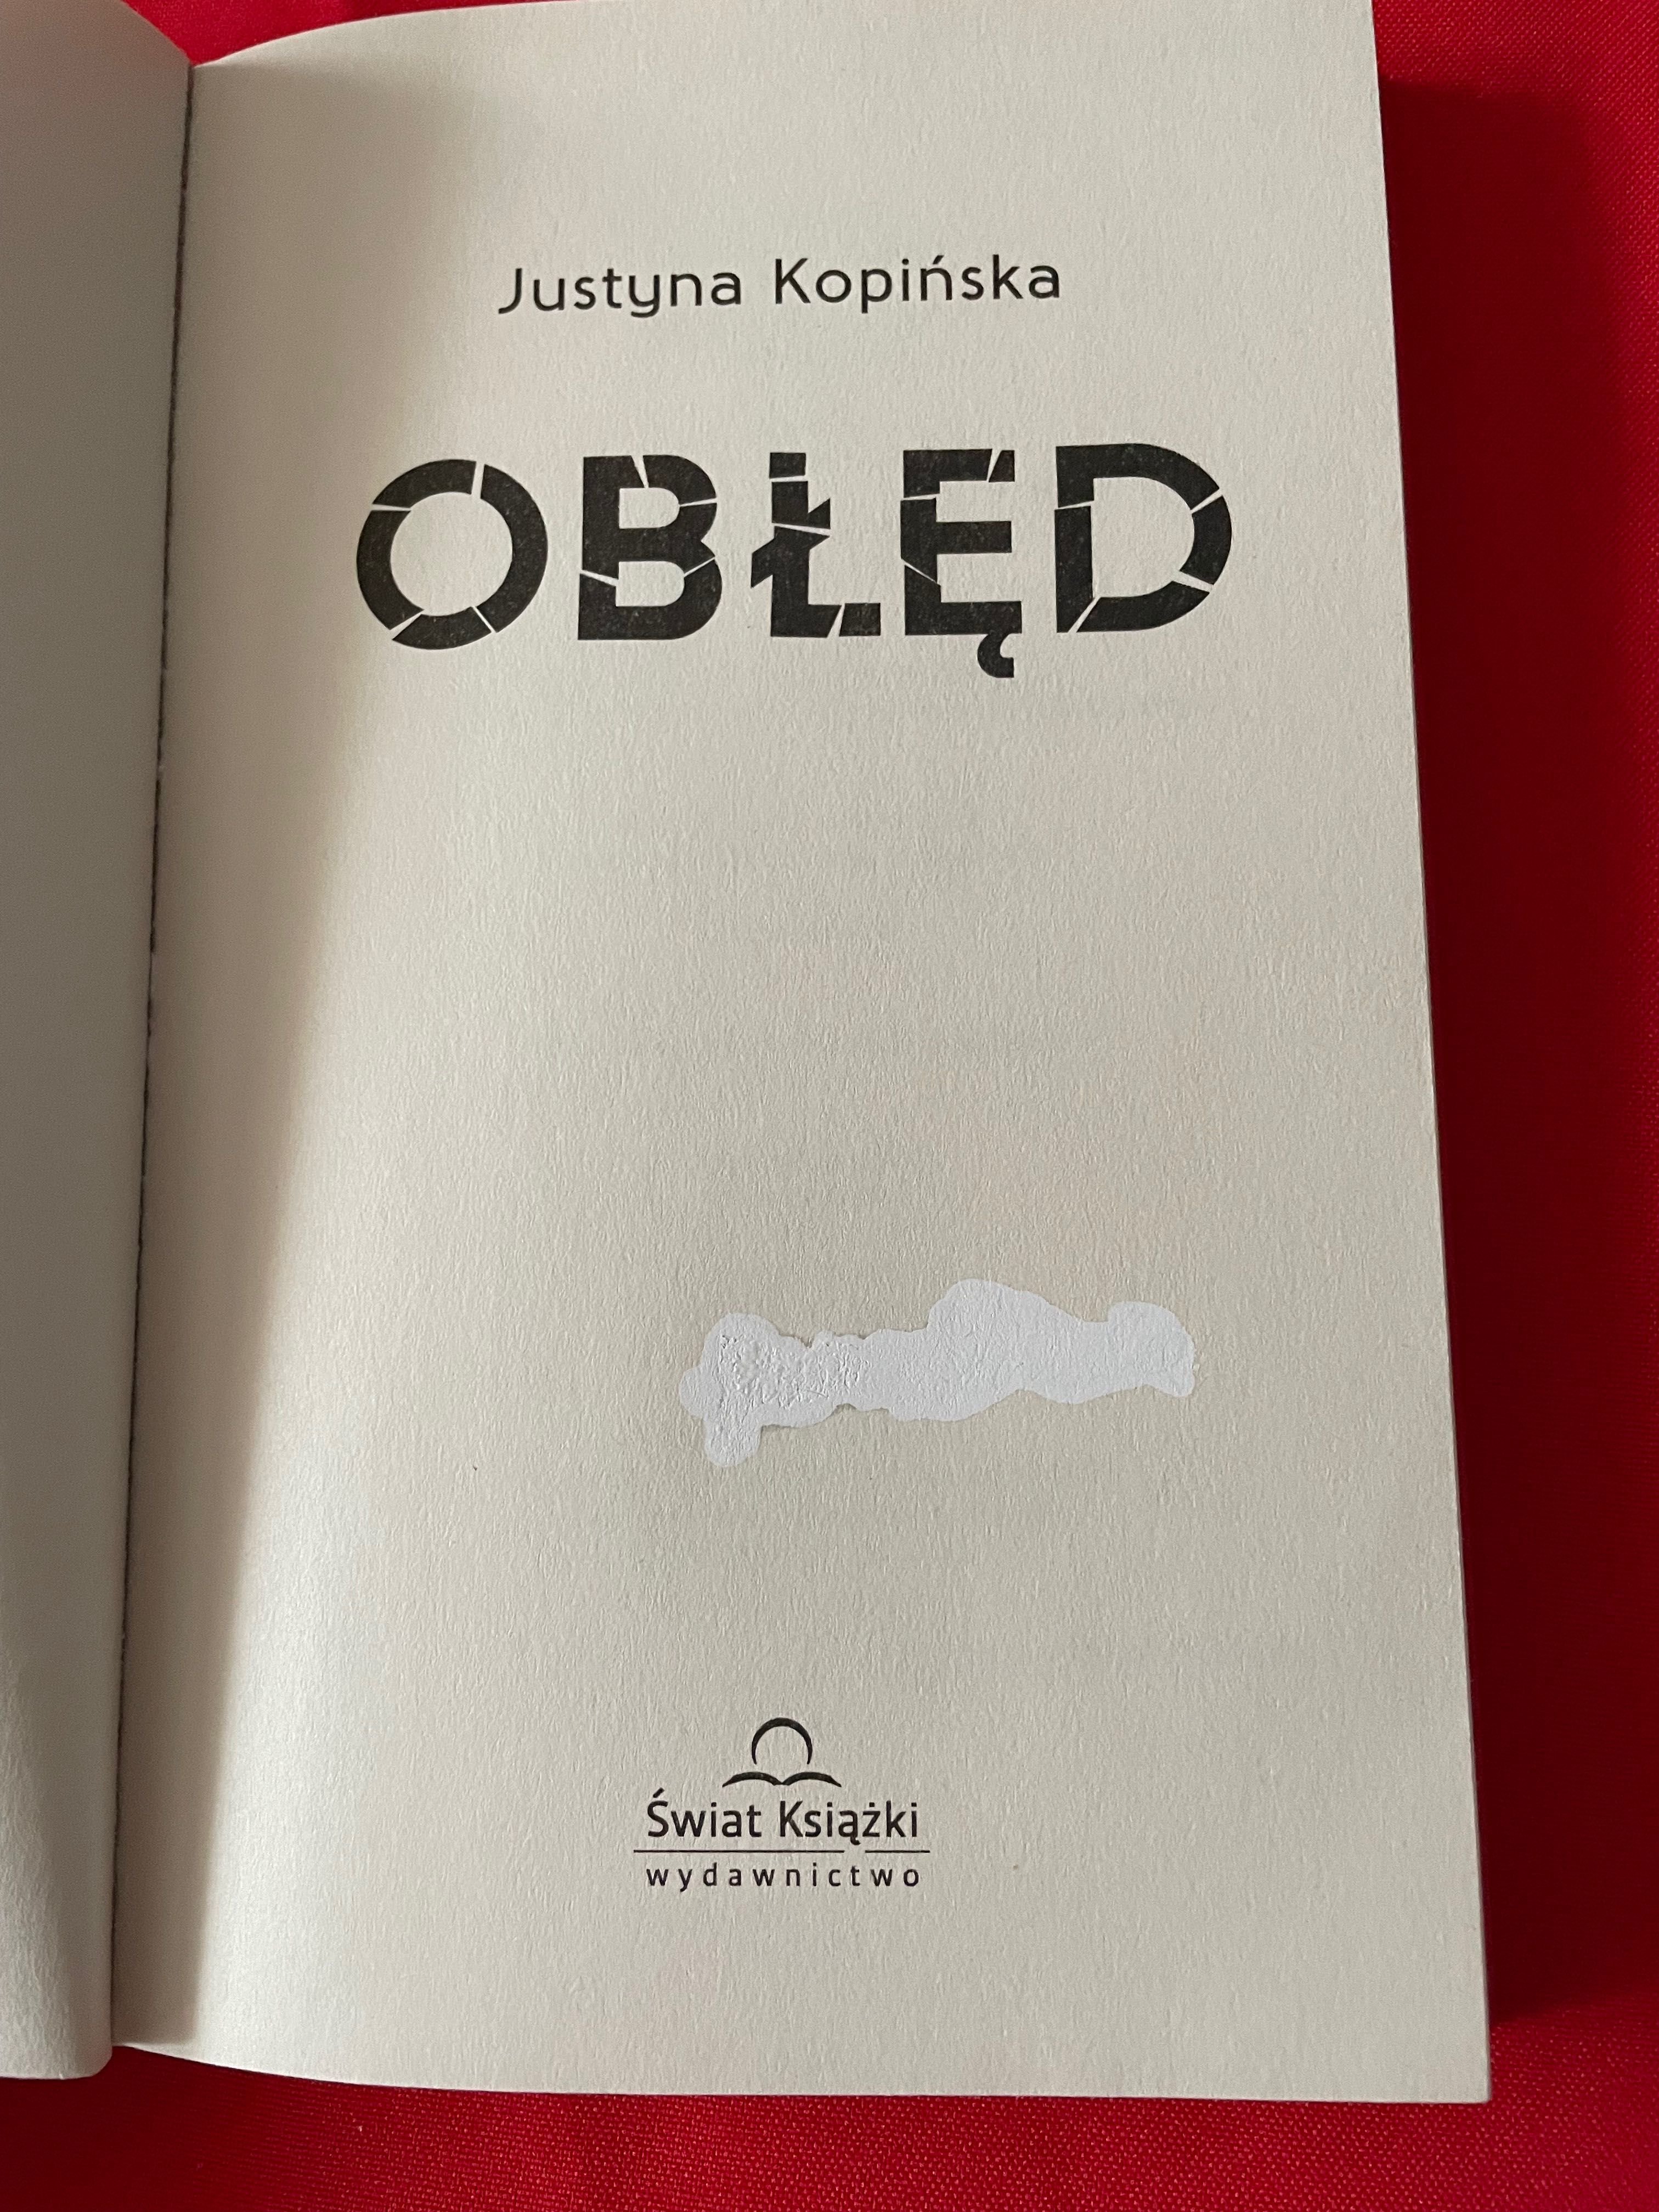 Justyna Kopińska
OBŁĘD
Świat Książki
wydawnictwo